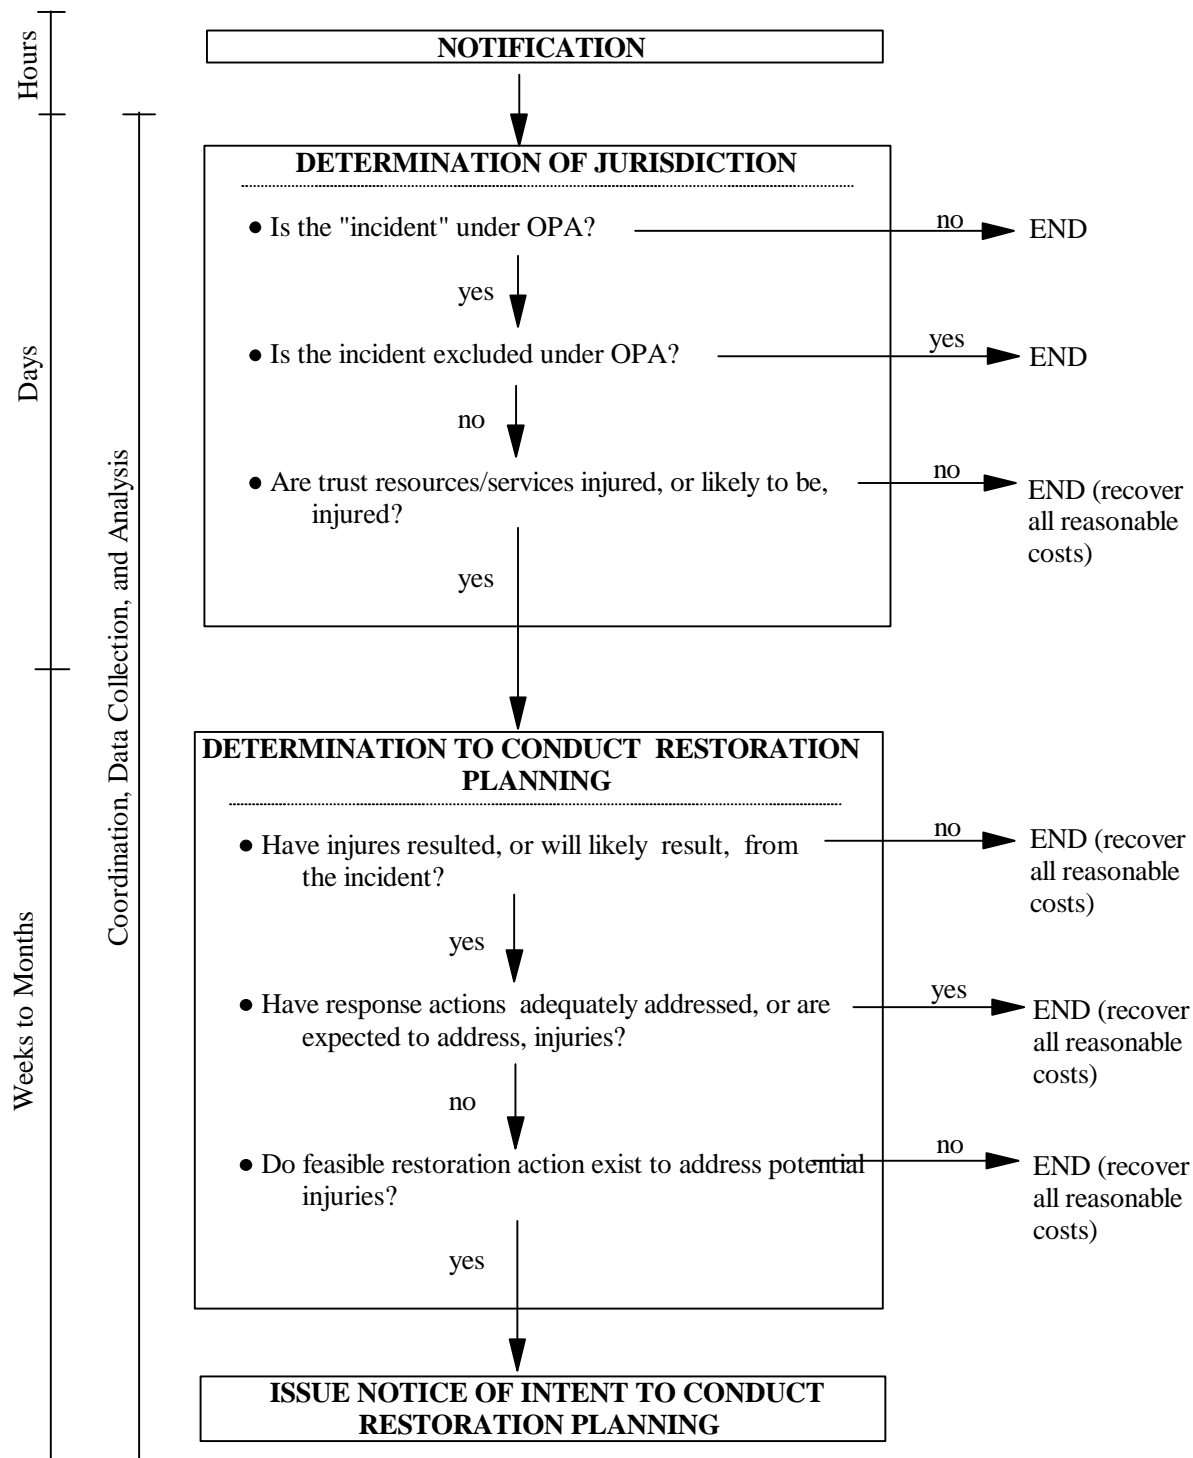 Hours
NOTIFICATION
DETERMINATION OF JURISDICTION
● Is the "incident" under OPA?
no
END
yes
Days
● Is the incident excluded under OPA?
yes
END
no
● Are trust resources/services injured, or likely to be,
injured?
no
END (recover
all reasonable
costs)
yes
Coordination, Data Collection, and Analysis
DETERMINATION TO CONDUCT RESTORATION
PLANNING
● Have injures resulted, or will likely result, from
the incident?
no
END (recover
all reasonable
costs)
yes
Weeks to Months
● Have response actions adequately addressed, or are
expected to address, injuries?
yes
END (recover
all reasonable
costs)
no
● Do feasible restoration action exist to address potential
injuries?
no
END (recover
all reasonable
costs)
yes
ISSUE NOTICE OF INTENT TO CONDUCT
RESTORATION PLANNING